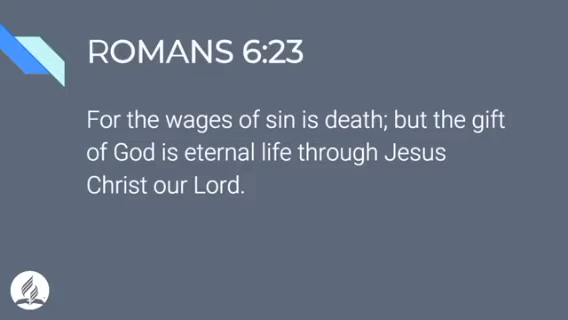 ROMANS 6:23
For the wages of sin is death; but the gift
of God is eternal life through Jesus
Christ our Lord.